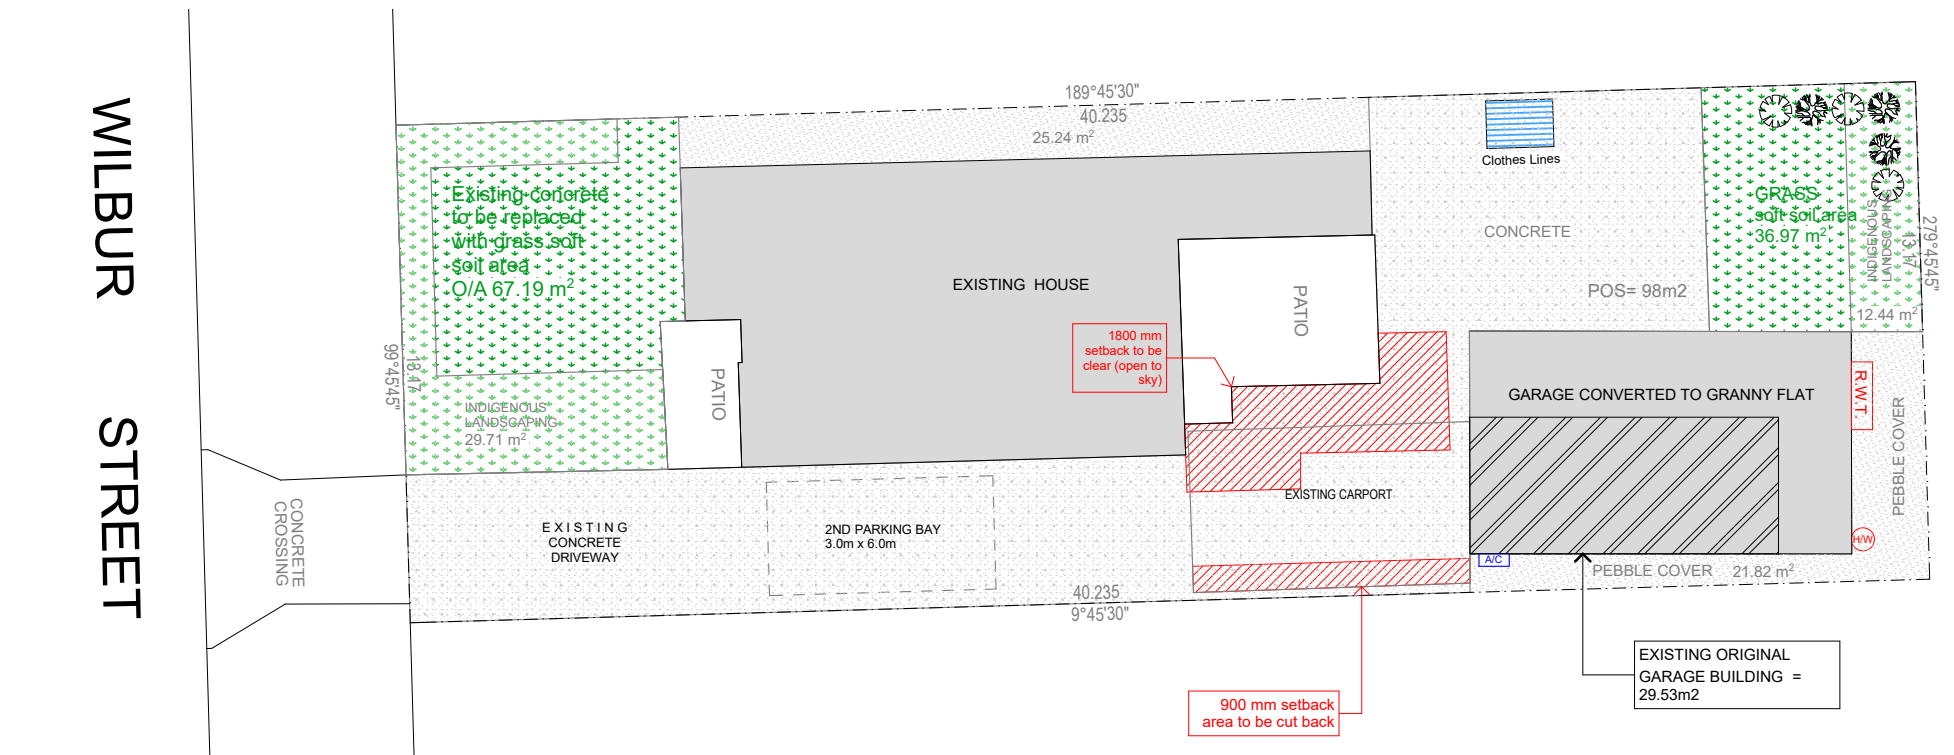 WILBUR STREET
189°45'30"
40.235
25.24 m²
Clothes Lines
Existing concrete
to be replaced
with grass soft
soil area
O/A 67.19 m²
GRASS
soft soil area
36.97 m²
INDIGENOUS
LANDSCAPING
13.17
279°45'45"
12.44 m²
CONCRETE
POS= 98m2
EXISTING HOUSE
PATIO
1800 mm
setback to be
clear (open to
sky)
99°45'45"
13.17
PATIO
INDIGENOUS
LANDSCAPING
29.71 m²
GARAGE CONVERTED TO GRANNY FLAT
R.W.T.
PEBBLE COVER
CONCRETE
CROSSING
EXISTING
CONCRETE
DRIVEWAY
2ND PARKING BAY
3.0m x 6.0m
EXISTING CARPORT
H/W
A/C
PEBBLE COVER 21.82 m²
40.235
9°45'30"
EXISTING ORIGINAL
GARAGE BUILDING =
29.53m2
900 mm setback
area to be cut back